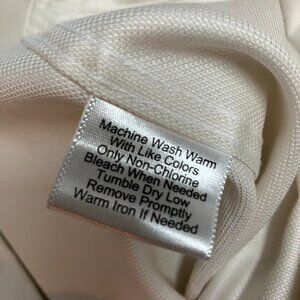 Machine Wash Warm
With Like Colors
Only Non-Chlorine
Bleach When Needed
Tumble Dry Low
Remove Promptly
Warm Iron If Needed